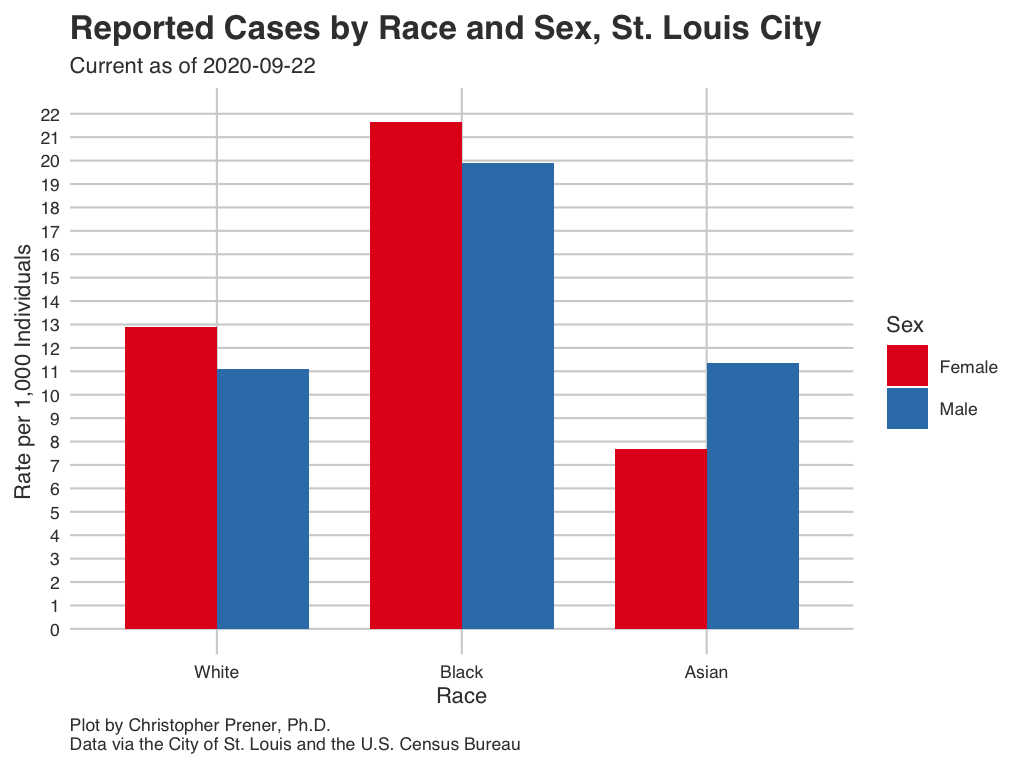 Reported Cases by Race and Sex, St. Louis City
Current as of 2020-09-22
Rate per 1,000 Individuals
22
21
20
19
18
17
16
15
14
13
12
11
10
9
8
7
6
5
4
3
2
1
0
White
Black
Asian
Race
Sex
Female
Male
Plot by Christopher Prener, Ph.D.
Data via the City of St. Louis and the U.S. Census Bureau